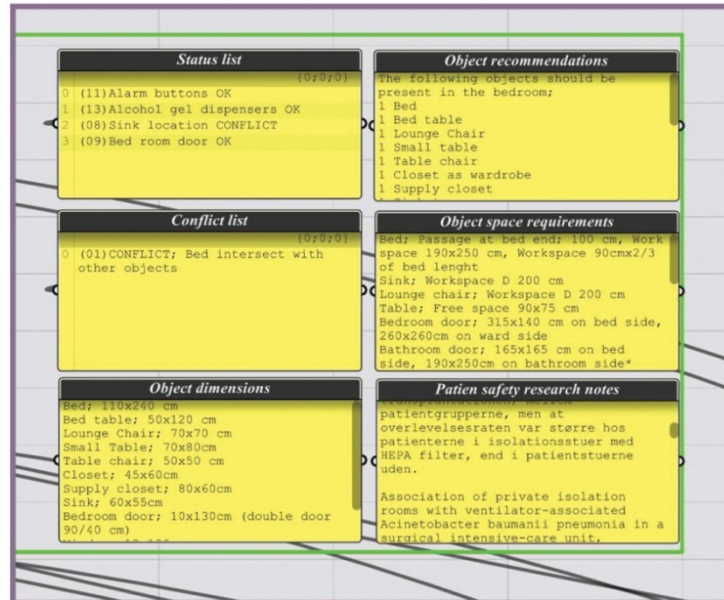 Status list
{0;0;0}
0 (11)Alarm buttons OK
1 (13)Alcohol gel dispensers OK
2 (08)Sink location CONFLICT
3 (09)Bed room door OK
Object recommendations
The following objects should be
present in the bedroom;
1 Bed
1 Bed table
1 Lounge Chair
1 Small table
1 Table chair
1 Closet as wardrobe
1 Supply closet
Conflict list
{0;0;0}
0 (01)CONFLICT; Bed intersect with
other objects
Object space requirements
Bed; Passage at bed end; 100 cm, Work
space 190x250 cm, Workspace 90cmx2/3
of bed lenght
Sink; Workspace D 200 cm
Lounge chair; Workspace D 200 cm
Table; Free space 90x75 cm
Bedroom door; 315x140 cm on bed side,
260x260cm on ward side
Bathroom door; 165x165 cm on bed
side, 190x250cm on bathroom side*
Object dimensions
Bed; 110x240 cm
Bed table; 50x120 cm
Lounge Chair; 70x70 cm
Small Table; 70x80cm
Table chair; 50x50 cm
Closet; 45x60cm
Supply closet; 80x60cm
Sink; 60x55cm
Bedroom door; 10x130cm (double door
90/40 cm)
Patien safety research notes
patientgrupperne, men at
overlevelsesraten var større hos
patienterne i isolationsstuer med
HEPA filter, end i patientstuerne
uden.
Association of private isolation
rooms with ventilator-associated
Acinetobacter baumanii pneumonia in a
surgical intensive-care unit,